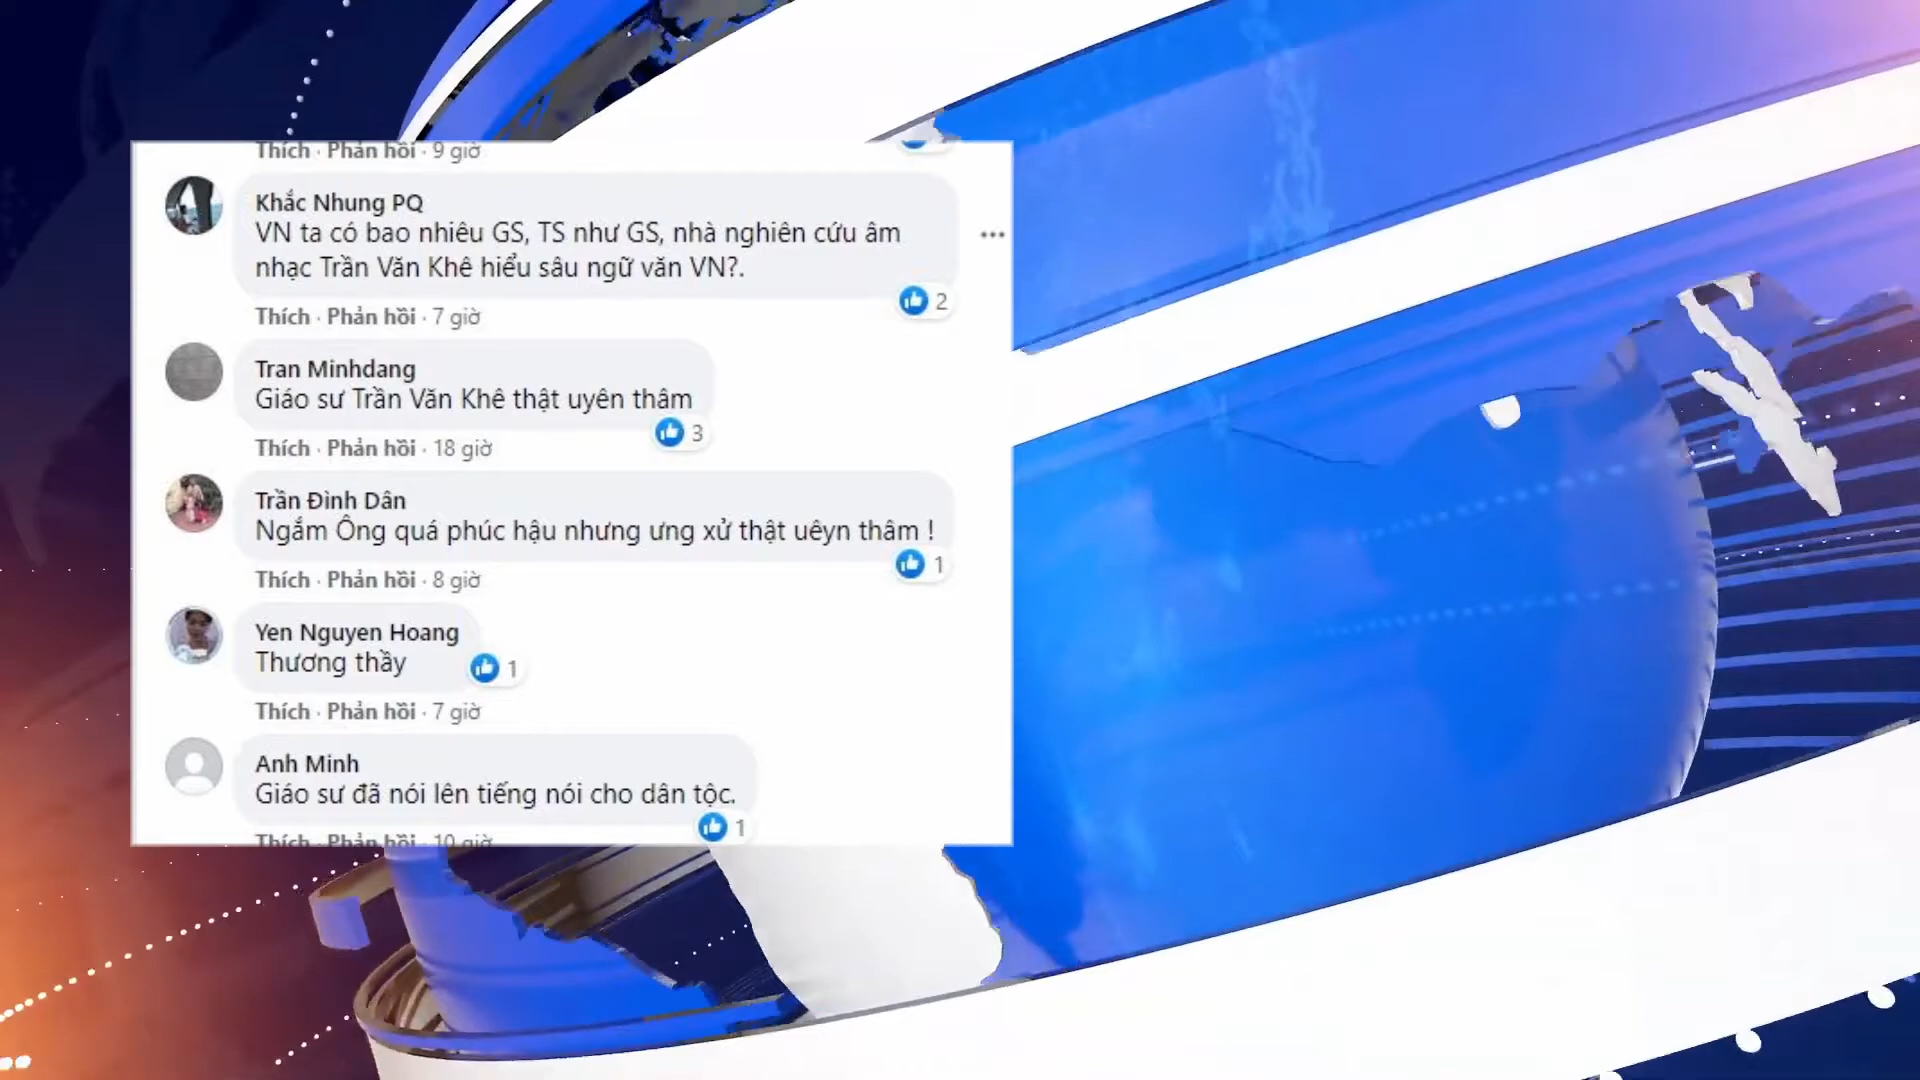 Thích · Phản hồi · 9 giờ
Khắc Nhung PQ
VN ta có bao nhiêu GS, TS như GS, nhà nghiên cứu âm
nhạc Trần Văn Khê hiểu sâu ngữ văn VN?.
2
Thích · Phản hồi · 7 giờ
Tran Minhdang
Giáo sư Trần Văn Khê thật uyên thâm
3
Thích · Phản hồi · 18 giờ
Trần Đình Dân
Ngắm Ông quá phúc hậu nhưng ưng xử thật uêyn thâm !
1
Thích · Phản hồi · 8 giờ
Yen Nguyen Hoang
Thương thầy
1
Thích · Phản hồi · 7 giờ
Anh Minh
Giáo sư đã nói lên tiếng nói cho dân tộc.
1
Thích · Phản hồi · 10 giờ